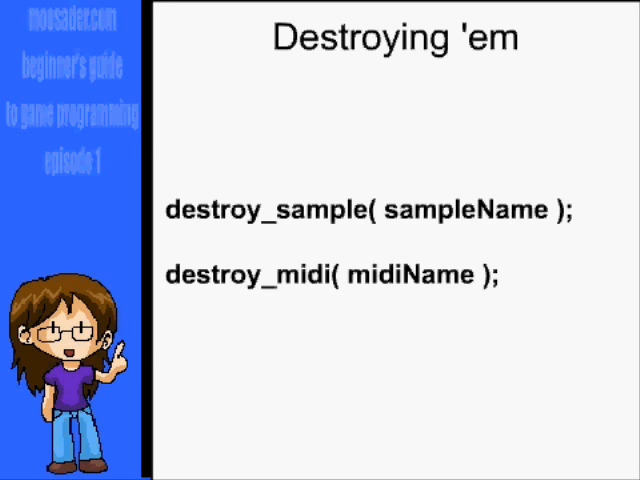 moosader.com
beginner's guide
to game programming
episode 1
Destroying 'em
destroy_sample( sampleName );
destroy_midi( midiName );